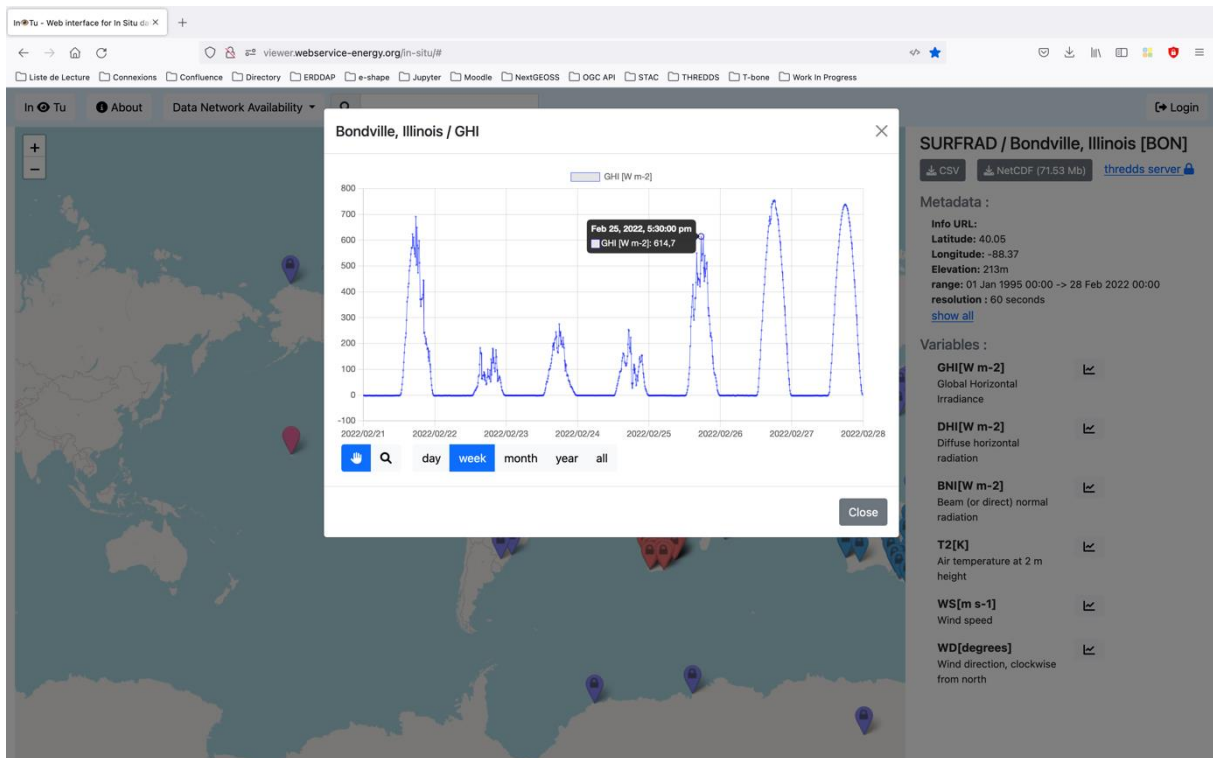 In Tu - Web interface for In Situ da
viewer.webservice-energy.org/in-situ/#
Liste de Lecture Connexions Confluence Directory ERDDAP e-shape Jupyter Moodle NextGEOSS OGC API STAC THREDDS T-bone Work In Progress
In Tu About Data Network Availability Login
Bondville, Illinois / GHI
GHI [W m-2]
800
700
600
500
400
300
200
100
0
-100
Feb 25, 2022, 5:30:00 pm
GHI [W m-2]: 614,7
2022/02/21 2022/02/22 2022/02/23 2022/02/24 2022/02/25 2022/02/26 2022/02/27 2022/02/28
day week month year all
Close
SURFRAD / Bondville, Illinois [BON]
CSV NetCDF (71.53 Mb) thredds server
Metadata :
Info URL:
Latitude: 40.05
Longitude: -88.37
Elevation: 213m
range: 01 Jan 1995 00:00 -> 28 Feb 2022 00:00
resolution : 60 seconds
show all
Variables :
GHI[W m-2]
Global Horizontal
Irradiance
DHI[W m-2]
Diffuse horizontal
radiation
BNI[W m-2]
Beam (or direct) normal
radiation
T2[K]
Air temperature at 2 m
height
WS[m s-1]
Wind speed
WD[degrees]
Wind direction, clockwise
from north